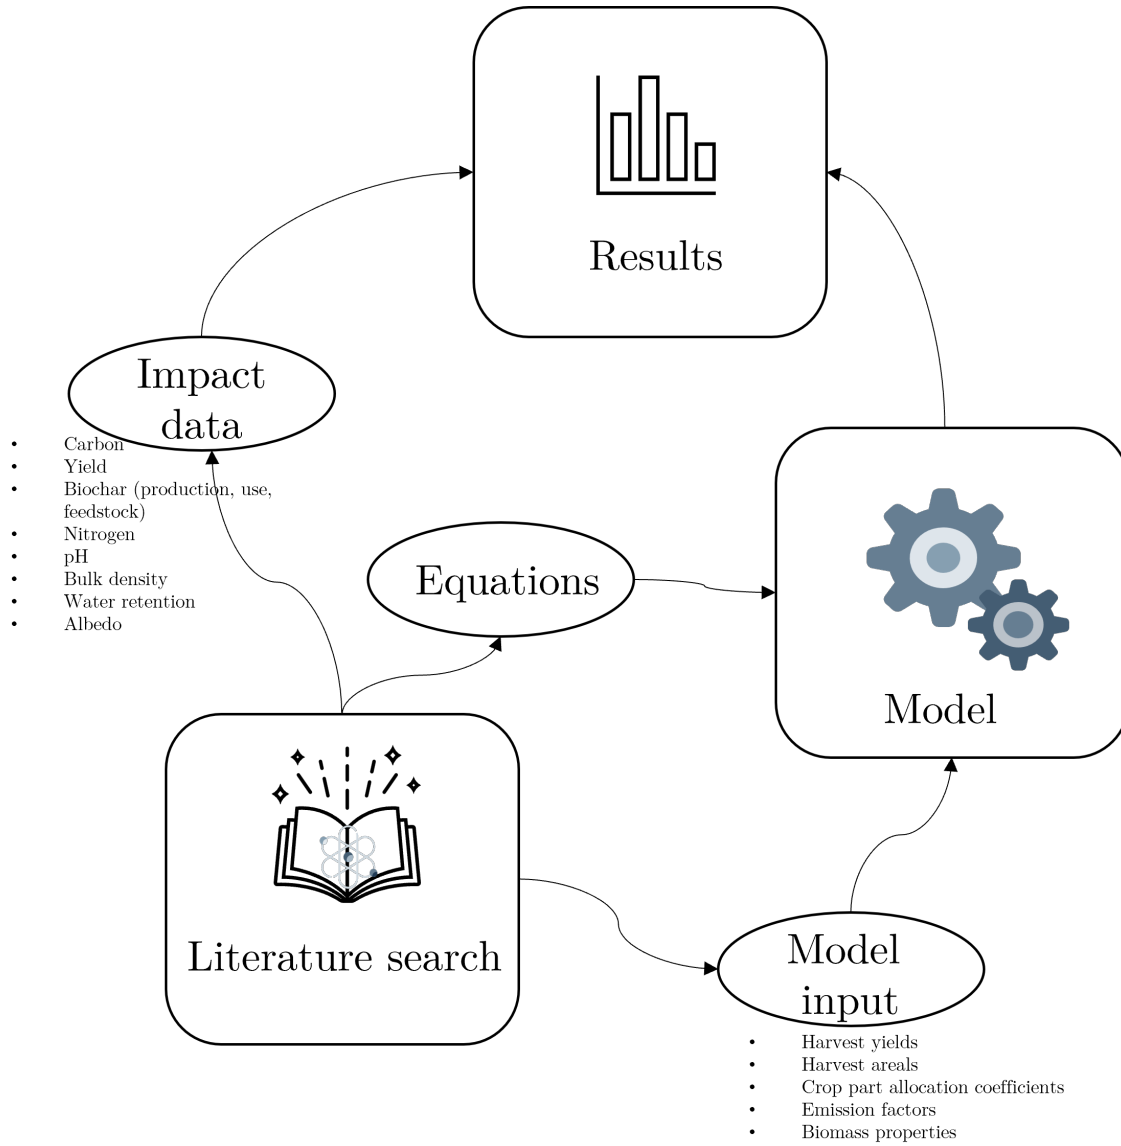 Results
Impact
data
• Carbon
• Yield
• Biochar (production, use,
feedstock)
• Nitrogen
• pH
• Bulk density
• Water retention
• Albedo
Equations
Model
Literature search
Model
input
• Harvest yields
• Harvest areals
• Crop part allocation coefficients
• Emission factors
• Biomass properties